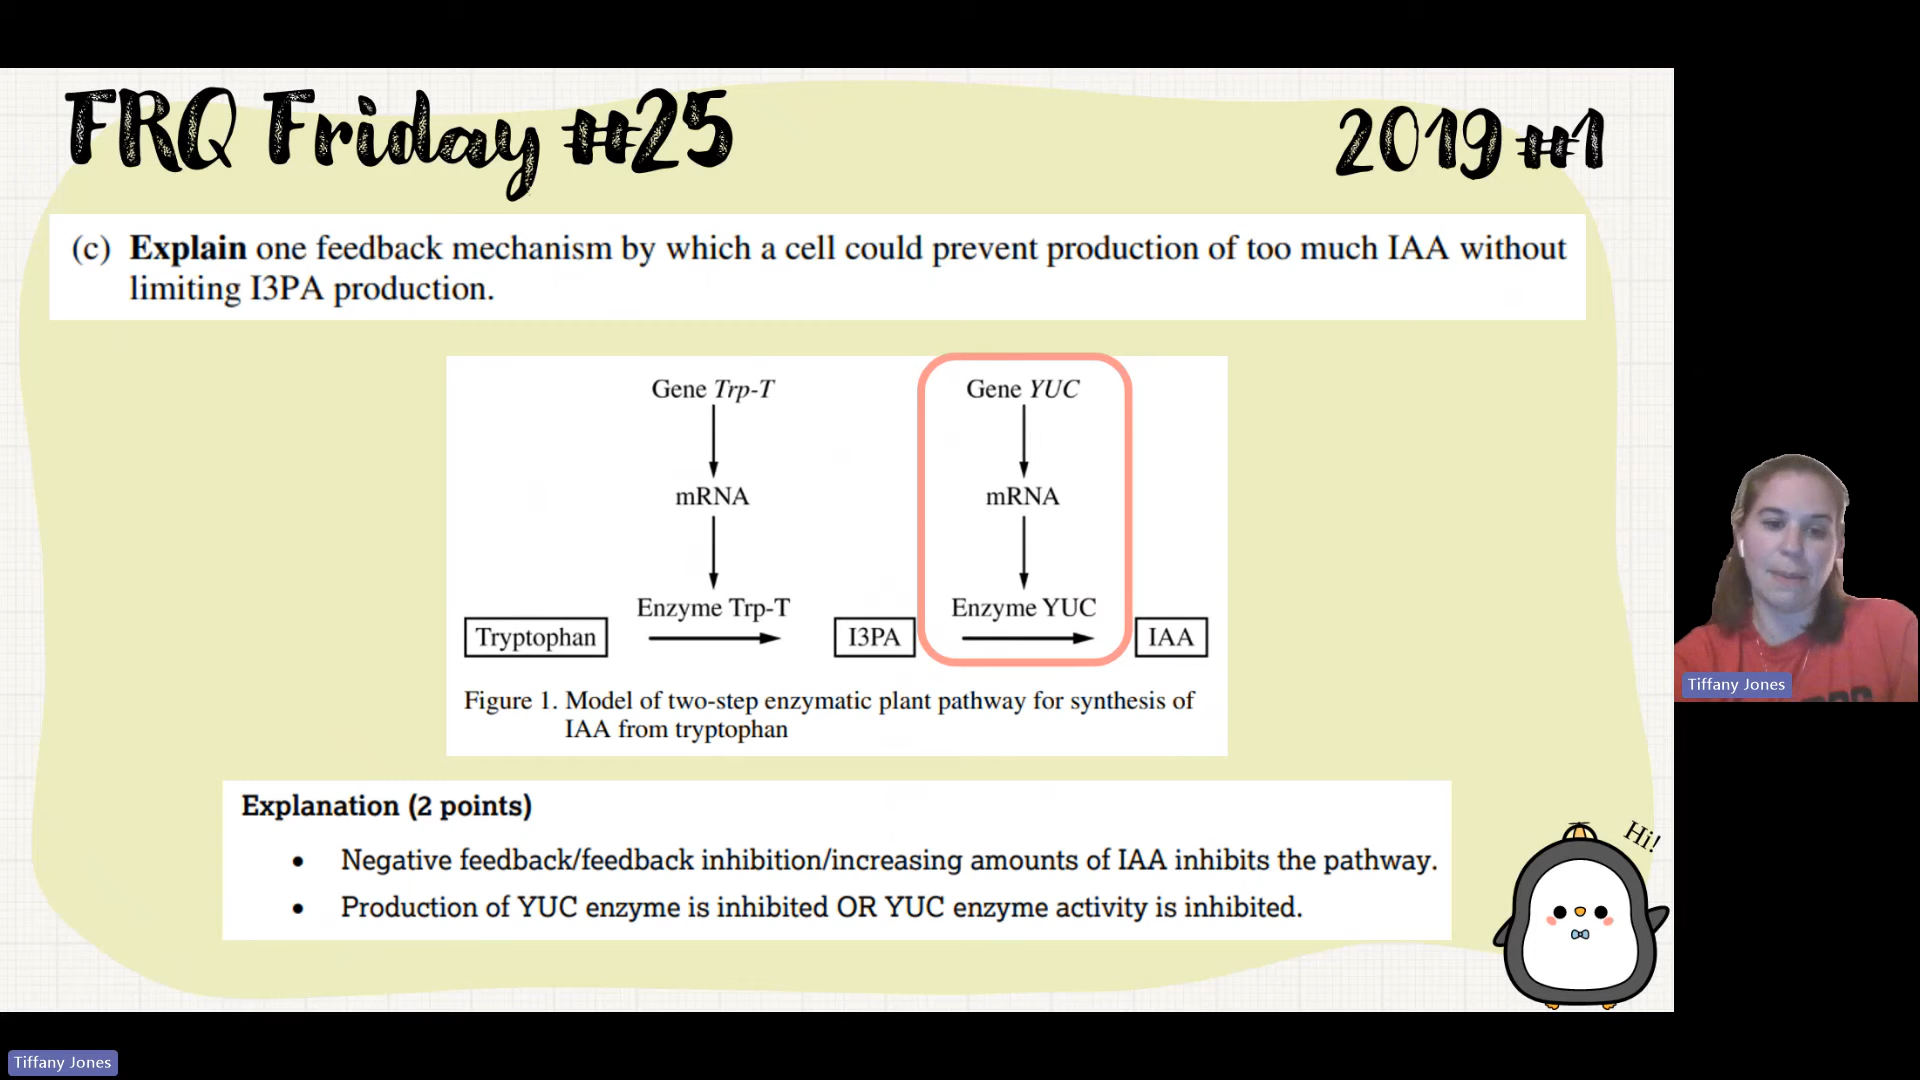 FRQ Friday #25
2019 #1
(c) Explain one feedback mechanism by which a cell could prevent production of too much IAA without
limiting I3PA production.
Gene Trp-T
Gene YUC
mRNA
mRNA
Enzyme Trp-T
Enzyme YUC
Tryptophan
I3PA
IAA
Figure 1. Model of two-step enzymatic plant pathway for synthesis of
IAA from tryptophan
Explanation (2 points)
• Negative feedback/feedback inhibition/increasing amounts of IAA inhibits the pathway.
• Production of YUC enzyme is inhibited OR YUC enzyme activity is inhibited.
Hi!
Tiffany Jones
Tiffany Jones